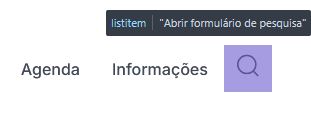 listitem "Abrir formulário de pesquisa"
Agenda Informações